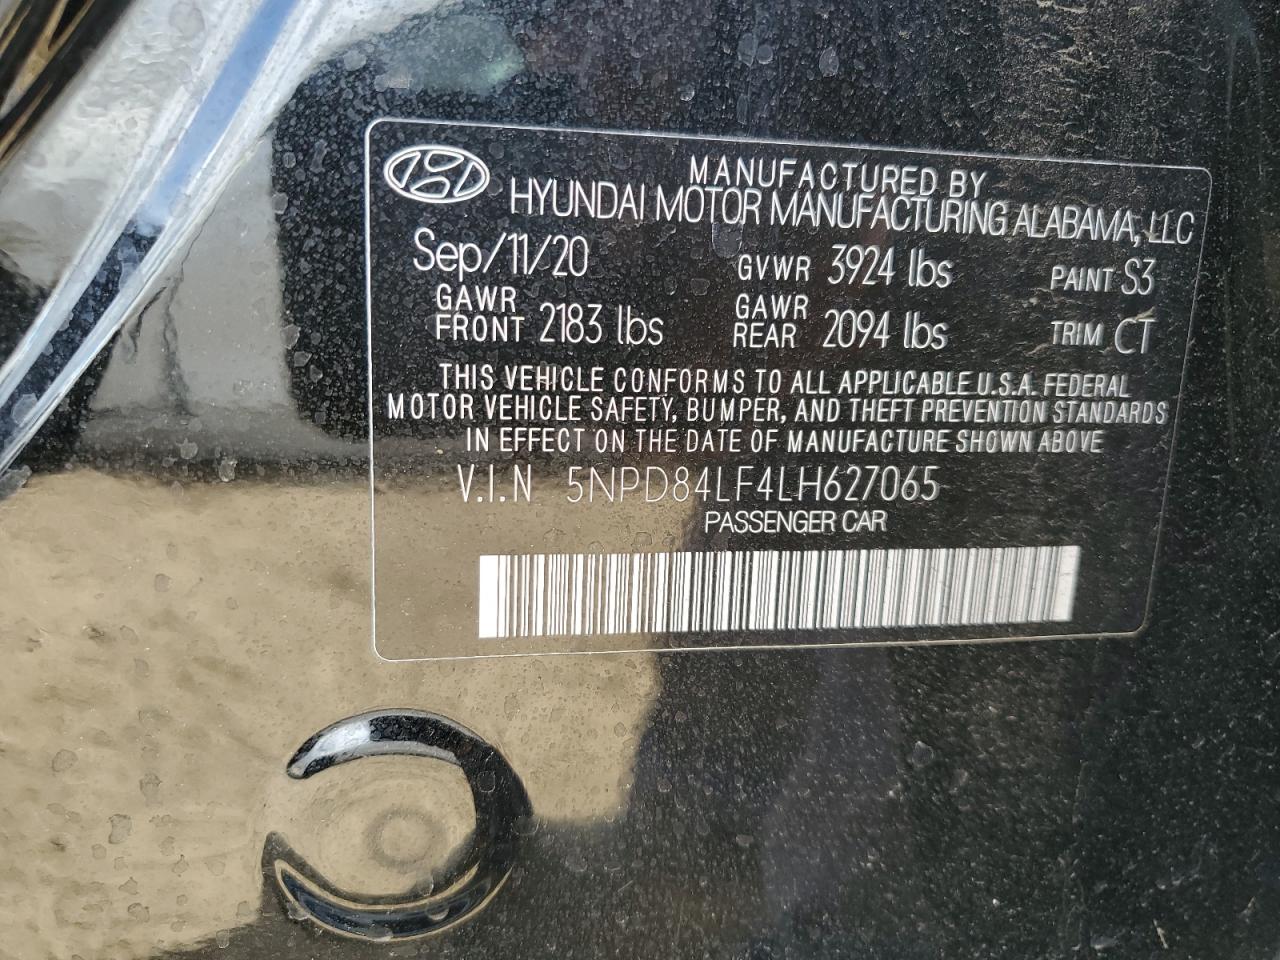 MANUFACTURED BY
HYUNDAI MOTOR MANUFACTURING ALABAMA, LLC
Sep/11/20 GVWR 3924 lbs PAINT S3
GAWR FRONT 2183 lbs GAWR REAR 2094 lbs TRIM CT
THIS VEHICLE CONFORMS TO ALL APPLICABLE U.S.A. FEDERAL
MOTOR VEHICLE SAFETY, BUMPER, AND THEFT PREVENTION STANDARDS
IN EFFECT ON THE DATE OF MANUFACTURE SHOWN ABOVE
V.I.N 5NPD84LF4LH627065
PASSENGER CAR